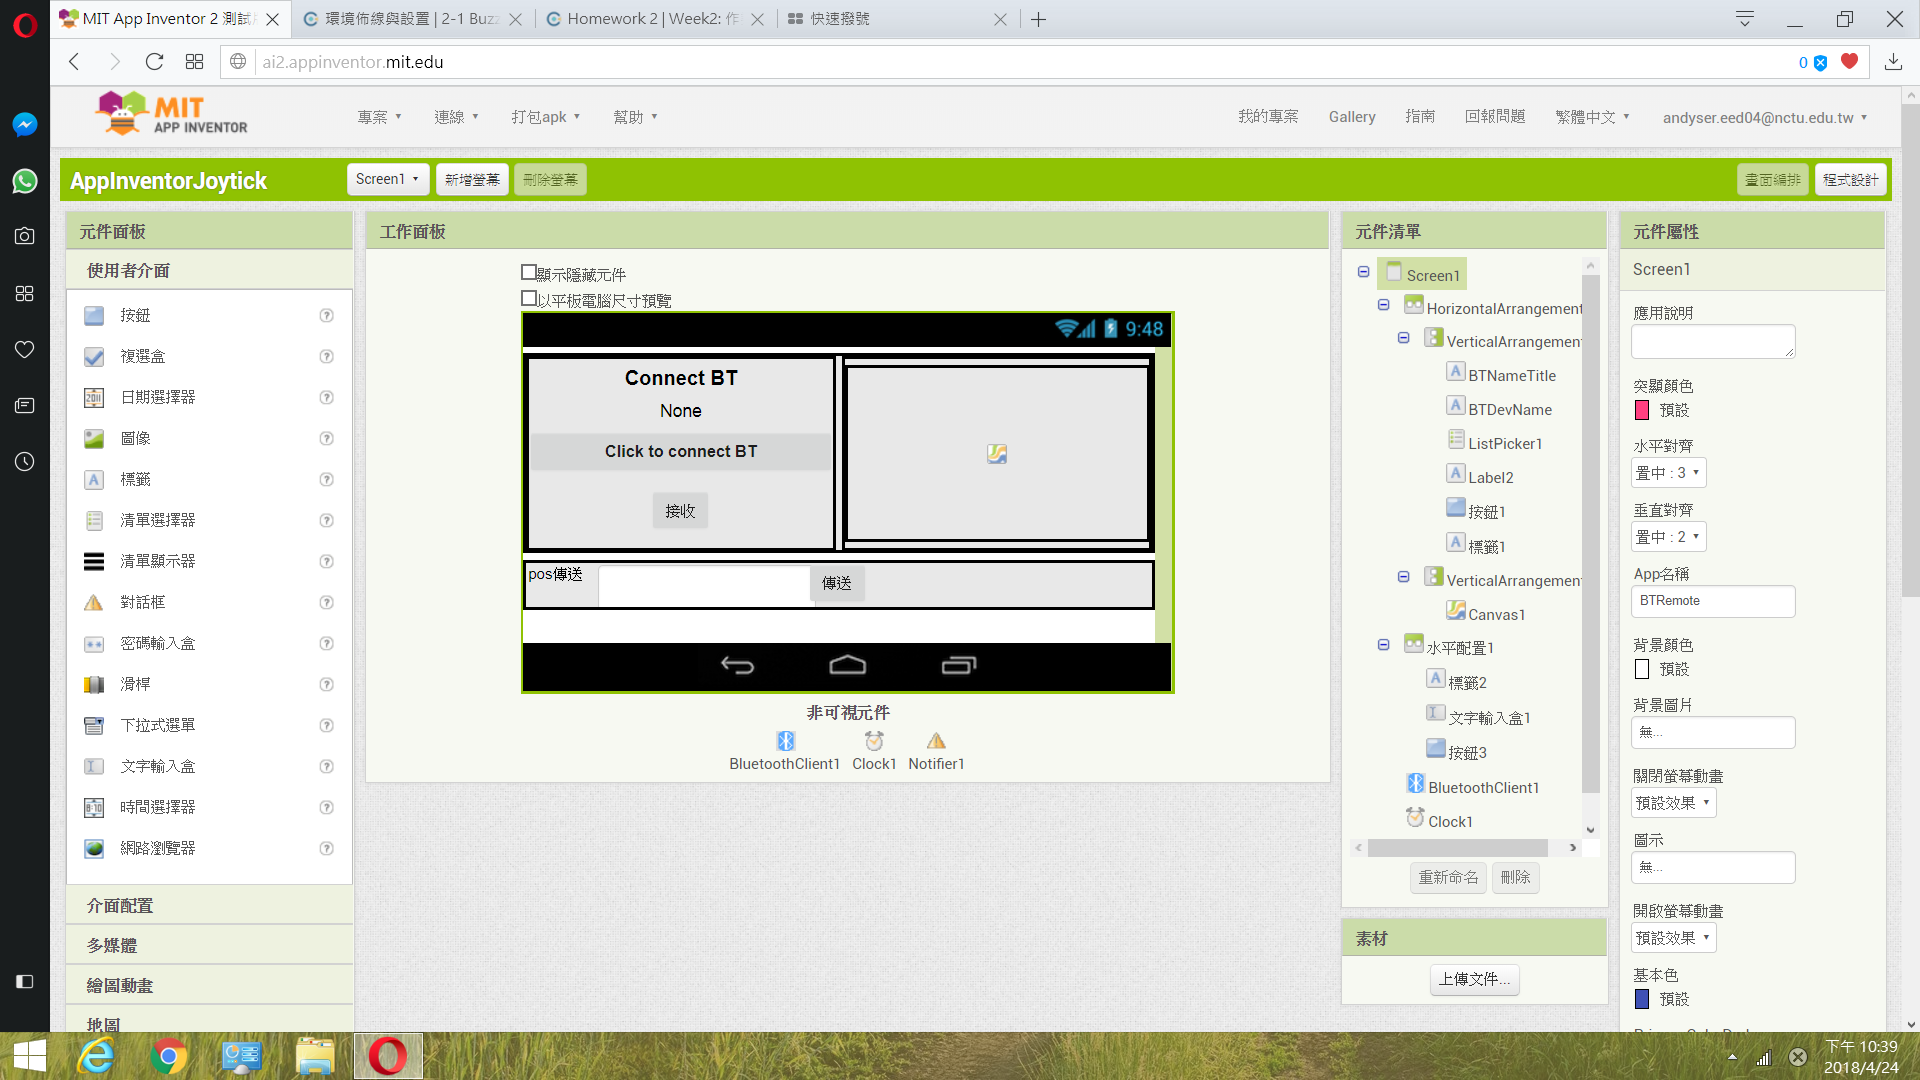 MIT App Inventor 2 測試
環境佈線與設置 | 2-1 Buzz
Homework 2 | Week2: 作
快速撥號
ai2.appinventor.mit.edu
0
MIT
APP INVENTOR
專案
連線
打包apk
幫助
我的專案
Gallery
指南
回報問題
繁體中文
andyser.eed04@nctu.edu.tw
AppInventorJoytick
Screen1
新增螢幕
刪除螢幕
畫面編排
程式設計
元件面板
使用者介面
按鈕
複選盒
日期選擇器
圖像
標籤
清單選擇器
清單顯示器
對話框
密碼輸入盒
滑桿
下拉式選單
文字輸入盒
時間選擇器
網路瀏覽器
介面配置
多媒體
繪圖動畫
地圖
工作面板
顯示隱藏元件
以平板電腦尺寸預覽
9:48
Connect BT
None
Click to connect BT
接收
pos傳送
傳送
非可視元件
BluetoothClient1
Clock1
Notifier1
元件清單
Screen1
HorizontalArrangement
VerticalArrangemen
BTNameTitle
BTDevName
ListPicker1
Label2
按鈕1
標籤1
VerticalArrangemen
Canvas1
水平配置1
標籤2
文字輸入盒1
按鈕3
BluetoothClient1
Clock1
重新命名
刪除
素材
上傳文件...
元件屬性
Screen1
應用說明
突顯顏色
預設
水平對齊
置中 : 3
垂直對齊
置中 : 2
App名稱
BTRemote
背景顏色
預設
背景圖片
無...
關閉螢幕動畫
預設效果
圖示
無...
開啟螢幕動畫
預設效果
基本色
預設
下午 10:39
2018/4/24